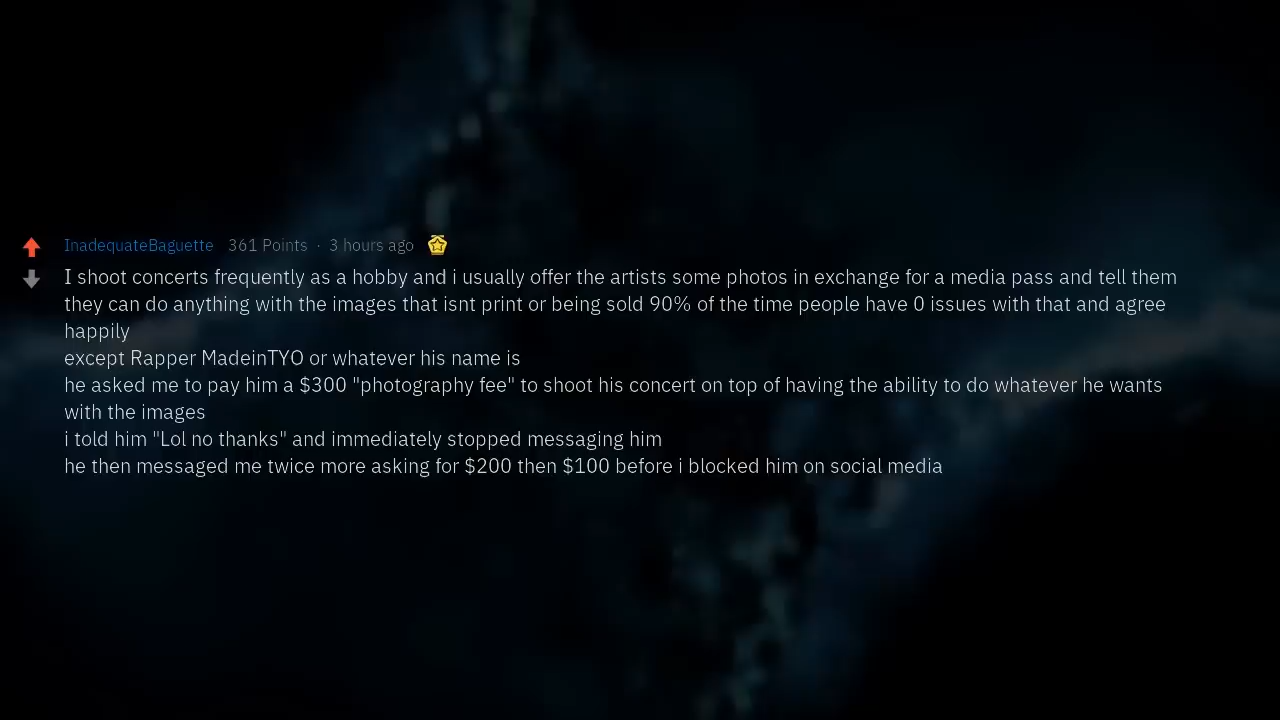 InadequateBaguette 361 Points · 3 hours ago
I shoot concerts frequently as a hobby and i usually offer the artists some photos in exchange for a media pass and tell them
they can do anything with the images that isnt print or being sold 90% of the time people have 0 issues with that and agree
happily
except Rapper MadeinTYO or whatever his name is
he asked me to pay him a $300 "photography fee" to shoot his concert on top of having the ability to do whatever he wants
with the images
i told him "Lol no thanks" and immediately stopped messaging him
he then messaged me twice more asking for $200 then $100 before i blocked him on social media